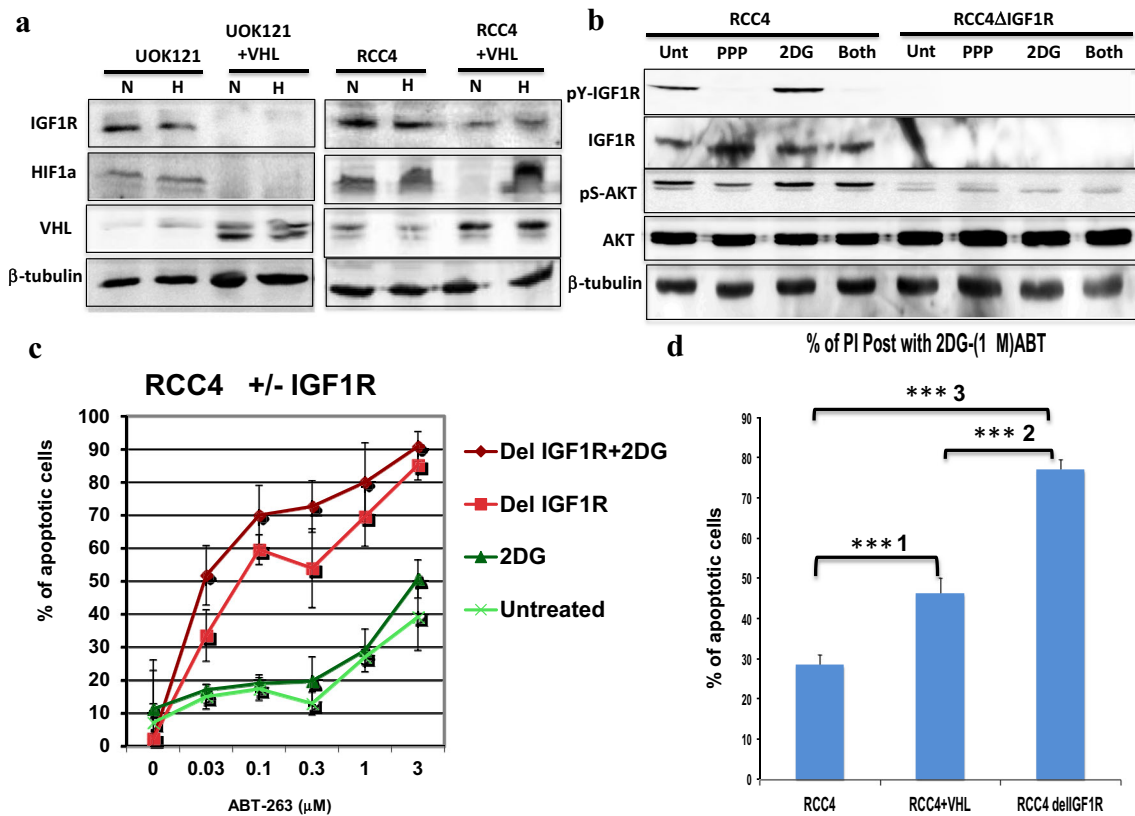 a
UOK121
UOK121
+VHL
RCC4
RCC4
+VHL
N H N H N H N H
IGF1R
HIF1a
VHL
β-tubulin
b
RCC4
RCC4ΔIGF1R
Unt PPP 2DG Both Unt PPP 2DG Both
pY-IGF1R
IGF1R
pS-AKT
AKT
β-tubulin
c
RCC4 +/- IGF1R
% of apoptotic cells
100
90
80
70
60
50
40
30
20
10
0
0 0.03 0.1 0.3 1 3
ABT-263 (μM)
Del IGF1R+2DG
Del IGF1R
2DG
Untreated
d
% of PI Post with 2DG-(1 M)ABT
% of apoptotic cells
90
80
70
60
50
40
30
20
10
0
*** 3
*** 2
*** 1
RCC4 RCC4+VHL RCC4 delIGF1R